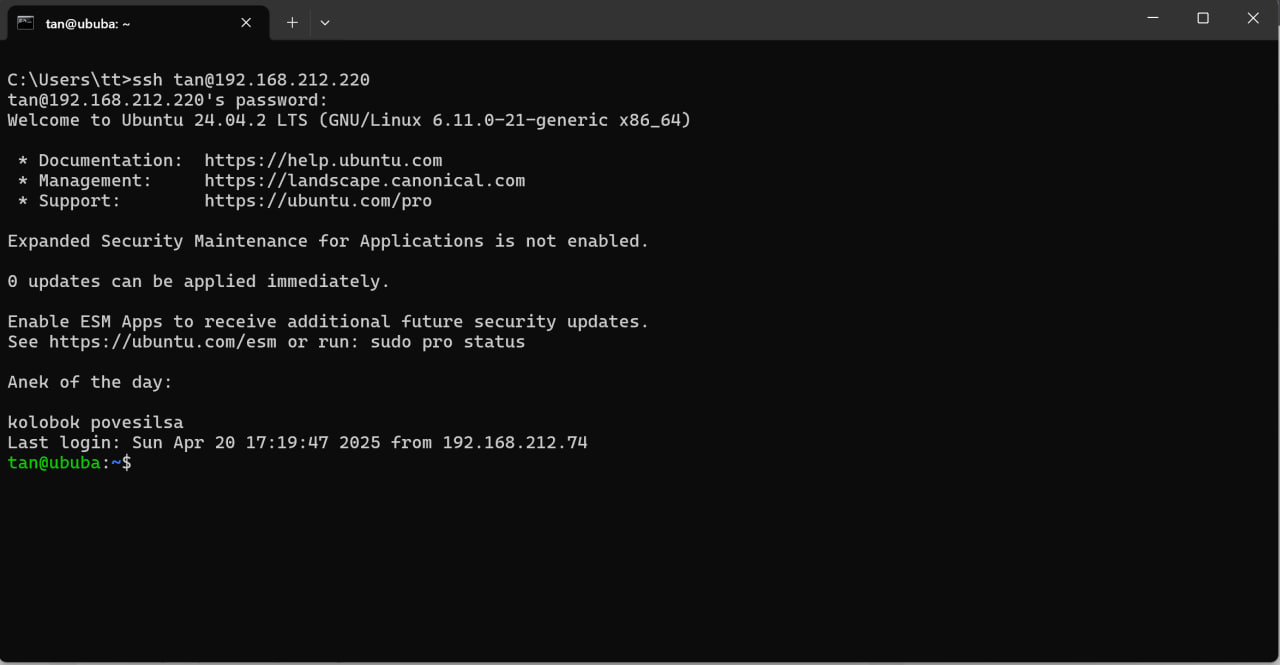 tan@ububa: ~
C:\Users\tt>ssh tan@192.168.212.220
tan@192.168.212.220's password:
Welcome to Ubuntu 24.04.2 LTS (GNU/Linux 6.11.0-21-generic x86_64)
* Documentation:  https://help.ubuntu.com
* Management:     https://landscape.canonical.com
* Support:        https://ubuntu.com/pro
Expanded Security Maintenance for Applications is not enabled.
0 updates can be applied immediately.
Enable ESM Apps to receive additional future security updates.
See https://ubuntu.com/esm or run: sudo pro status
Anek of the day:
kolobok povesilsa
Last login: Sun Apr 20 17:19:47 2025 from 192.168.212.74
tan@ububa:~$